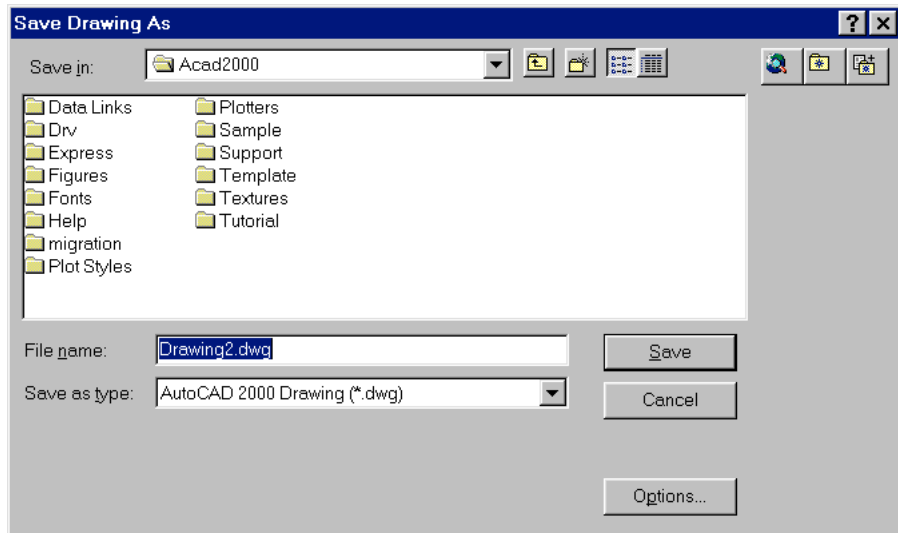 Save Drawing As
Save in: Acad2000
Data Links Plotters
Drv Sample
Express Support
Figures Template
Fonts Textures
Help Tutorial
migration
Plot Styles
File name: Drawing2.dwg Save
Save as type: AutoCAD 2000 Drawing (*.dwg) Cancel
Options...